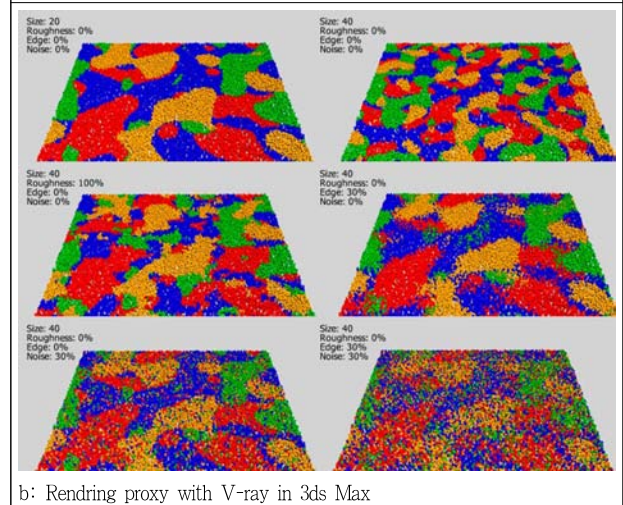 Size: 20
Roughness: 0%
Edge: 0%
Noise: 0%
Size: 40
Roughness: 0%
Edge: 0%
Noise: 0%
Size: 40
Roughness: 100%
Edge: 0%
Noise: 0%
Size: 40
Roughness: 0%
Edge: 30%
Noise: 0%
Size: 40
Roughness: 0%
Edge: 0%
Noise: 30%
Size: 40
Roughness: 0%
Edge: 30%
Noise: 30%
b: Rendring proxy with V-ray in 3ds Max